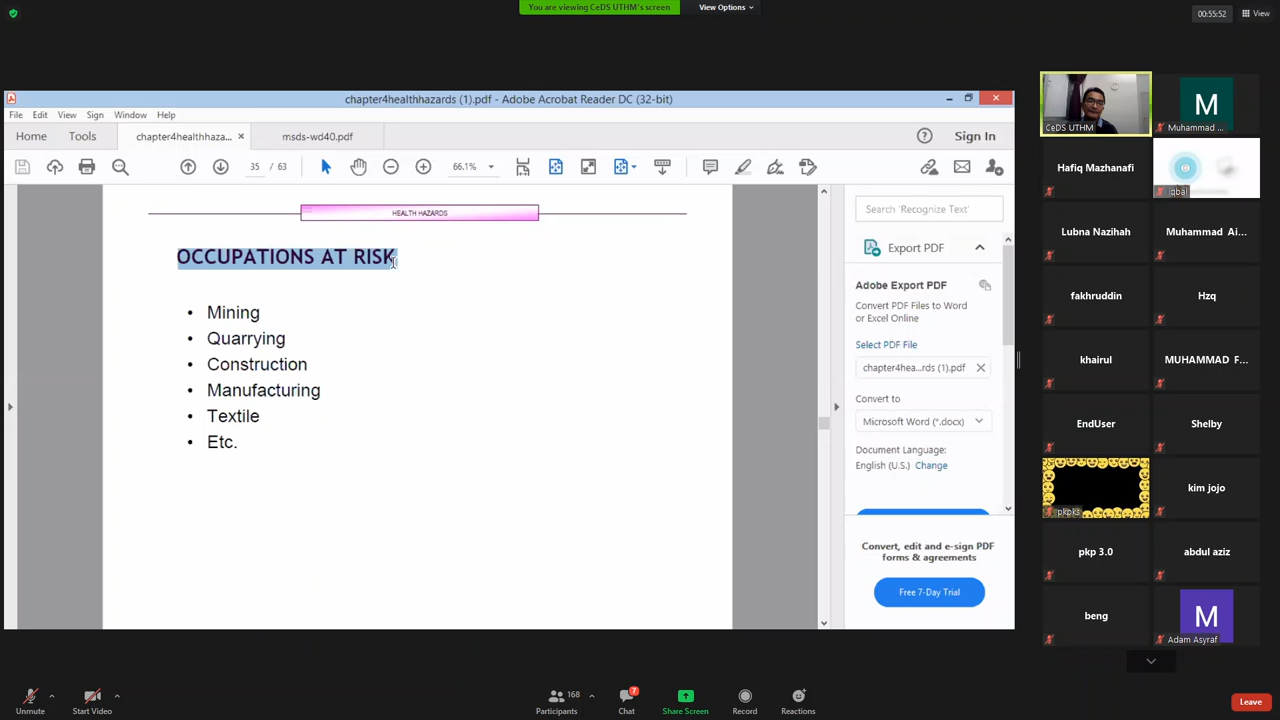 You are viewing CeDS UTHM's screen
View Options
00:55:52
View
chapter4healthhazards (1).pdf - Adobe Acrobat Reader DC (32-bit)
File Edit View Sign Window Help
Home
Tools
chapter4healthhaza...
msds-wd40.pdf
Sign In
35 / 63
66.1%
HEALTH HAZARDS
OCCUPATIONS AT RISK
• Mining
• Quarrying
• Construction
• Manufacturing
• Textile
• Etc.
Search 'Recognize Text'
Export PDF
Adobe Export PDF
Convert PDF Files to Word
or Excel Online
Select PDF File
chapter4hea...rds (1).pdf
Convert to
Microsoft Word (*.docx)
Document Language:
English (U.S.) Change
Convert, edit and e-sign PDF
forms & agreements
Free 7-Day Trial
CeDS UTHM
M
Muhammad ...
Hafiq Mazhanafi
iqbal
Lubna Nazihah
Muhammad Ai...
fakhruddin
Hzq
khairul
MUHAMMAD F...
EndUser
Shelby
pkpks
kim jojo
pkp 3.0
abdul aziz
beng
M
Adam Asyraf
Unmute
Start Video
168
Participants
7
Chat
Share Screen
Record
Reactions
Leave